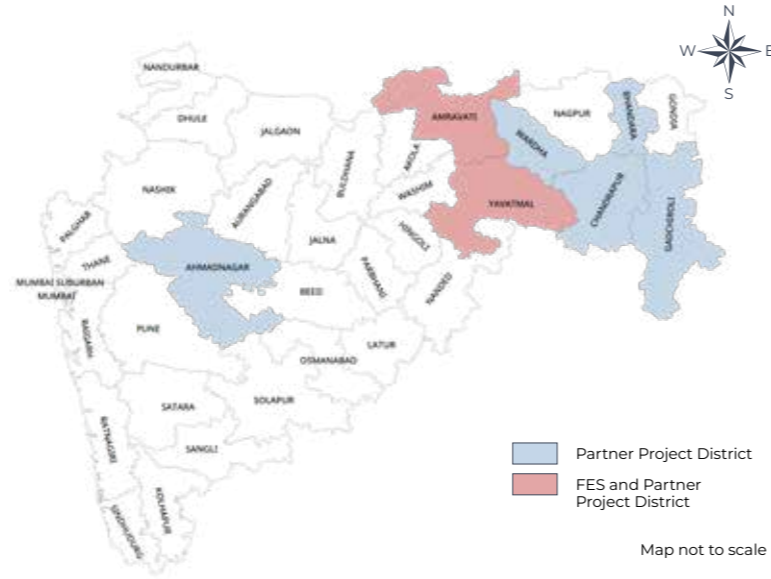 N
W
E
S
NANDURBAR
DHULE
JALGAON
AMRAVATI
NAGPUR
BHANDARA
GONDIA
WARDHA
AKOLA
BULDHANA
NASHIK
AURANGABAD
WASHIM
YAVATMAL
CHANDRAPUR
GADCHIROLI
PALGHAR
THANE
JALNA
HINGOLI
AHMADNAGAR
PARBHANI
NANDED
MUMBAI SUBURBAN
MUMBAI
BEED
RAIGARH
PUNE
LATUR
OSMANABAD
SATARA
SOLAPUR
RATNAGIRI
SANGLI
KOLHAPUR
SINDHUDURG
Partner Project District
FES and Partner
Project District
Map not to scale